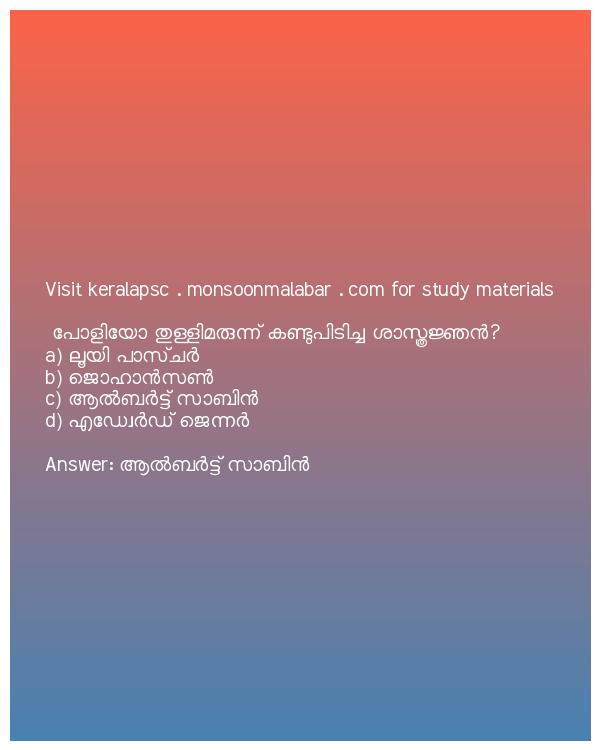 Visit keralapsc . monsoonmalabar . com for study materials
പോളിയോ തുള്ളിമരുന്ന് കണ്ടുപിടിച്ച ശാസ്ത്രജ്ഞൻ?
a) ലൂയി പാസ്ചർ
b) ജൊഹാൻസൺ
c) ആൽബർട്ട് സാബിൻ
d) എഡ്വേർഡ് ജെന്നർ
Answer: ആൽബർട്ട് സാബിൻ